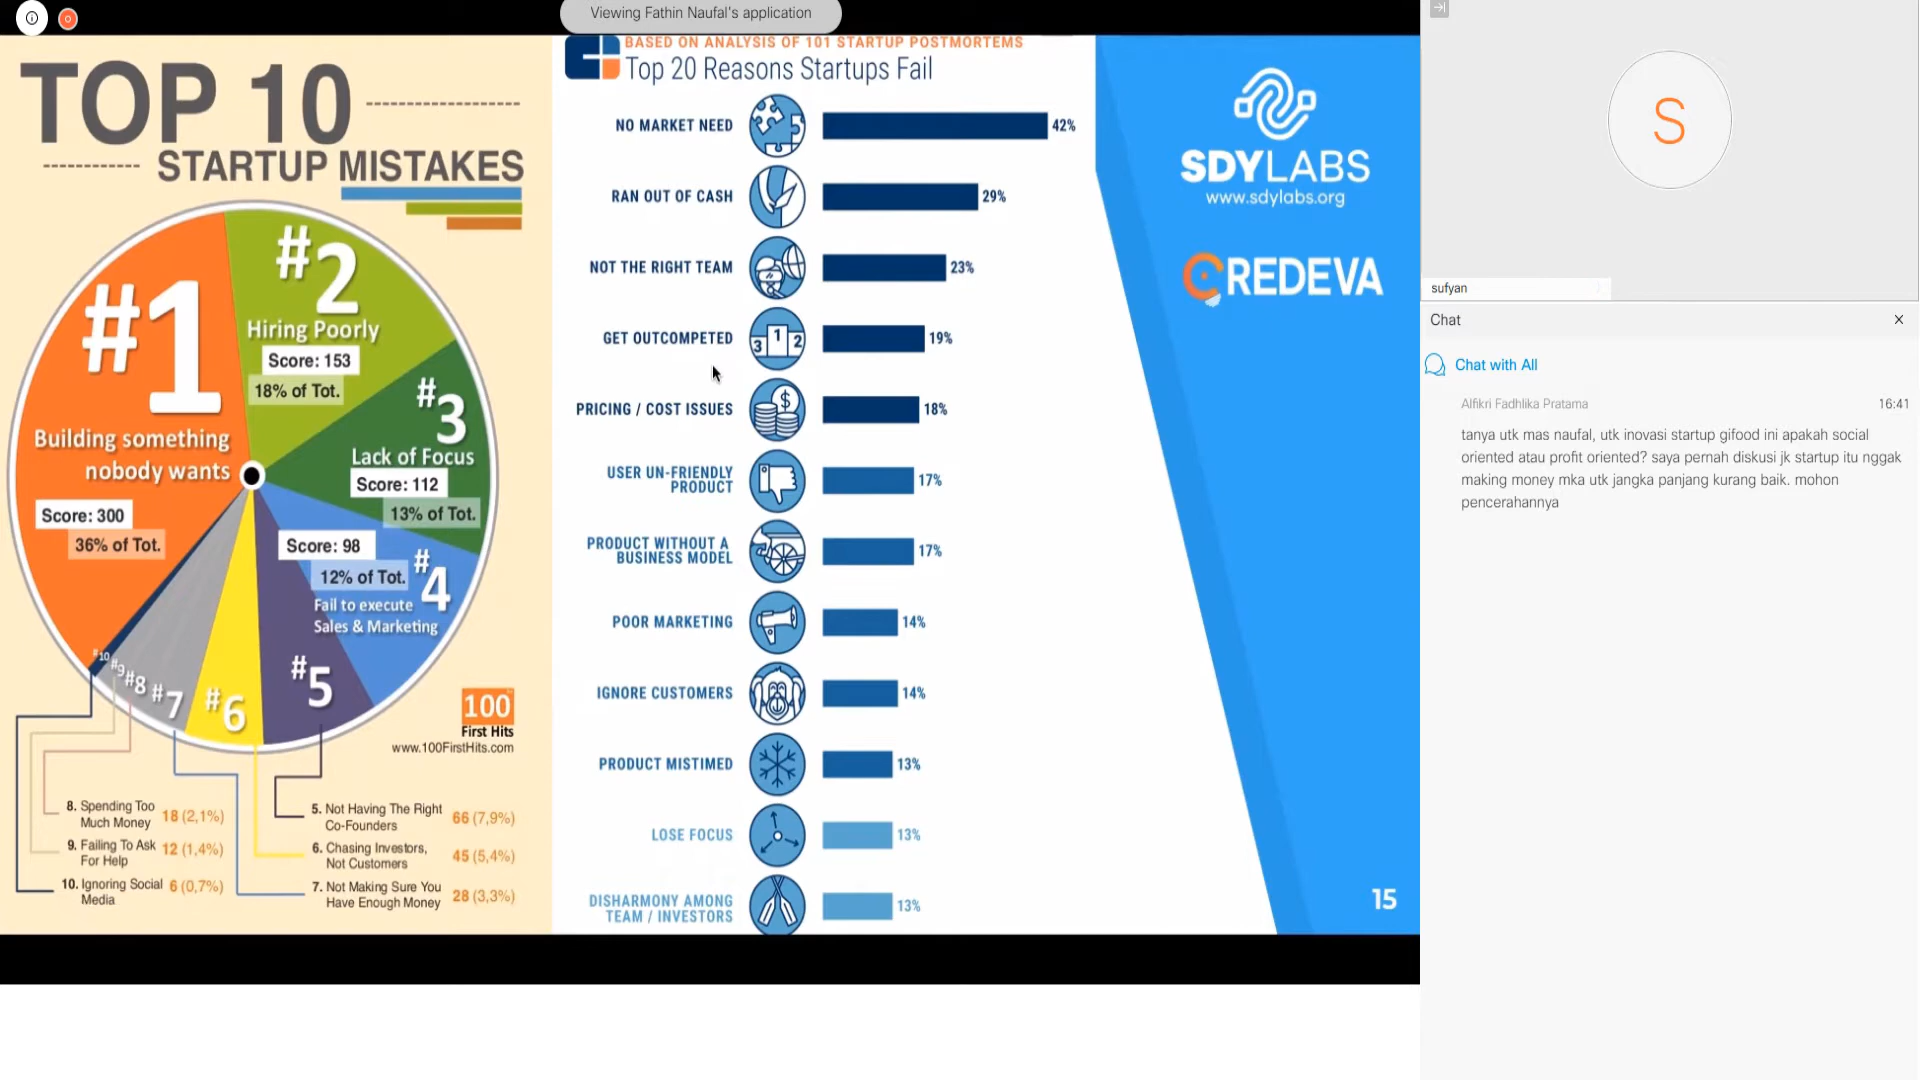 Viewing Fathin Naufal's application
TOP 10
STARTUP MISTAKES
#1
Building something
nobody wants
Score: 300
36% of Tot.
#2
Hiring Poorly
Score: 153
18% of Tot.
#3
Lack of Focus
Score: 112
13% of Tot.
Score: 98
12% of Tot.
#4
Fail to execute
Sales & Marketing
#5
#6
#7
#8
#9
#10
100
First Hits
www.100FirstHits.com
8. Spending Too
Much Money 18 (2,1%)
9. Failing To Ask
For Help 12 (1,4%)
10. Ignoring Social
Media 6 (0,7%)
5. Not Having The Right
Co-Founders 66 (7,9%)
6. Chasing Investors,
Not Customers 45 (5,4%)
7. Not Making Sure You
Have Enough Money 28 (3,3%)
BASED ON ANALYSIS OF 101 STARTUP POSTMORTEMS
Top 20 Reasons Startups Fail
NO MARKET NEED 42%
RAN OUT OF CASH 29%
NOT THE RIGHT TEAM 23%
GET OUTCOMPETED 3 1 2 19%
PRICING / COST ISSUES $ 18%
USER UN-FRIENDLY
PRODUCT 17%
PRODUCT WITHOUT A
BUSINESS MODEL 17%
POOR MARKETING 14%
IGNORE CUSTOMERS 14%
PRODUCT MISTIMED 13%
LOSE FOCUS 13%
DISHARMONY AMONG
TEAM / INVESTORS 13%
SDYLABS
www.sdylabs.org
CREDEVA
15
S
sufyan
Chat
Chat with All
Alfikri Fadhlika Pratama 16:41
tanya utk mas naufal, utk inovasi startup gifood ini apakah social
oriented atau profit oriented? saya pernah diskusi jk startup itu nggak
making money mka utk jangka panjang kurang baik. mohon
pencerahannya